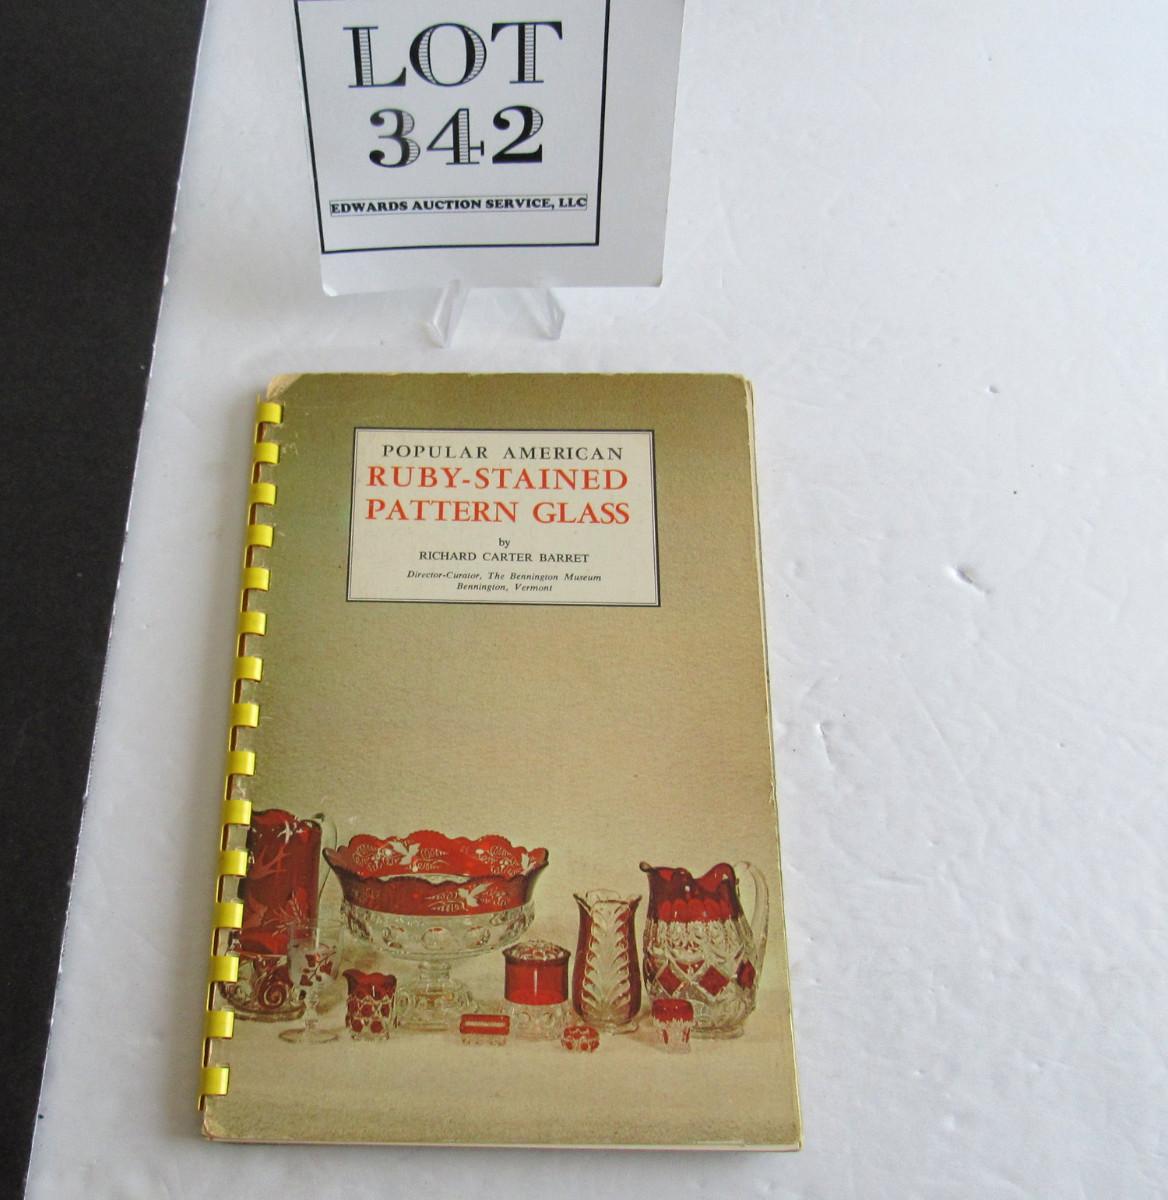 LOT
342
EDWARDS AUCTION SERVICE, LLC
POPULAR AMERICAN
RUBY-STAINED
PATTERN GLASS
by
RICHARD CARTER BARRET
Director-Curator, The Bennington Museum
Bennington, Vermont